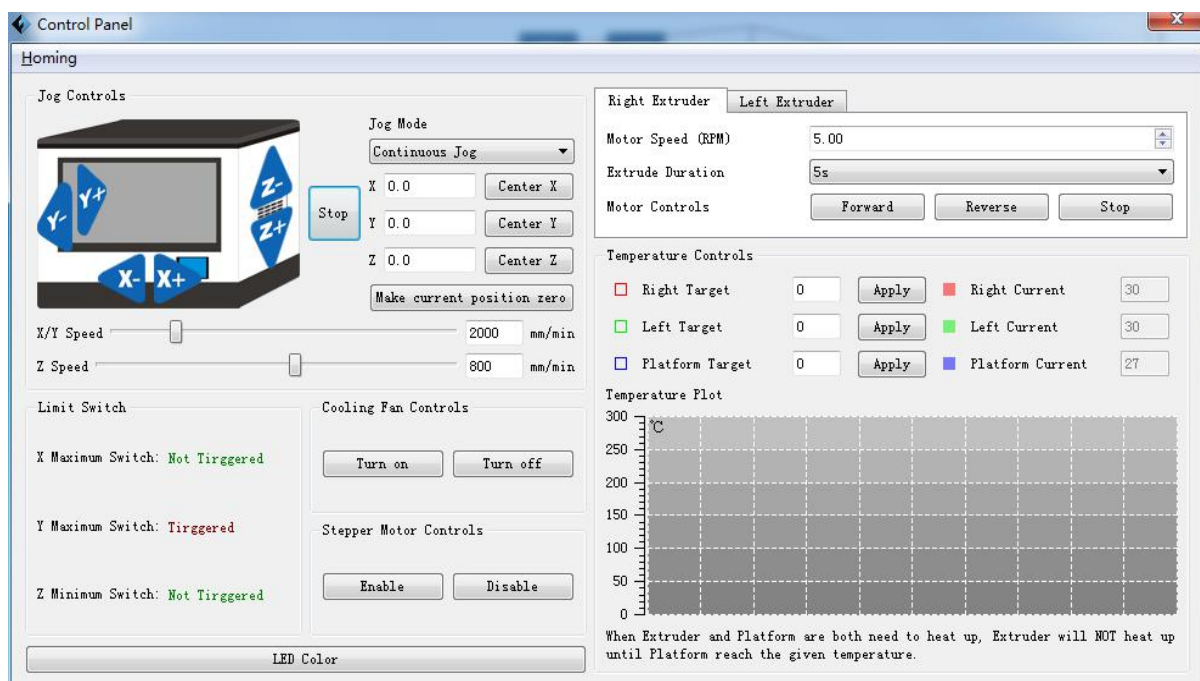 Control Panel
x
Homing
Jog Controls
Jog Mode
Continuous Jog
X 0.0 Center X
Y 0.0 Center Y
Z 0.0 Center Z
Make current position zero
Stop
Y- Y+
Z-
Z+
X- X+
X/Y Speed 2000 mm/min
Z Speed 800 mm/min
Limit Switch
X Maximum Switch: Not Tirggered
Y Maximum Switch: Tirggered
Z Minimum Switch: Not Tirggered
Cooling Fan Controls
Turn on Turn off
Stepper Motor Controls
Enable Disable
LED Color
Right Extruder Left Extruder
Motor Speed (RPM) 5.00
Extrude Duration 5s
Motor Controls Forward Reverse Stop
Temperature Controls
Right Target 0 Apply Right Current 30
Left Target 0 Apply Left Current 30
Platform Target 0 Apply Platform Current 27
Temperature Plot
300
°C
250
200
150
100
50
0
When Extruder and Platform are both need to heat up, Extruder will NOT heat up
until Platform reach the given temperature.